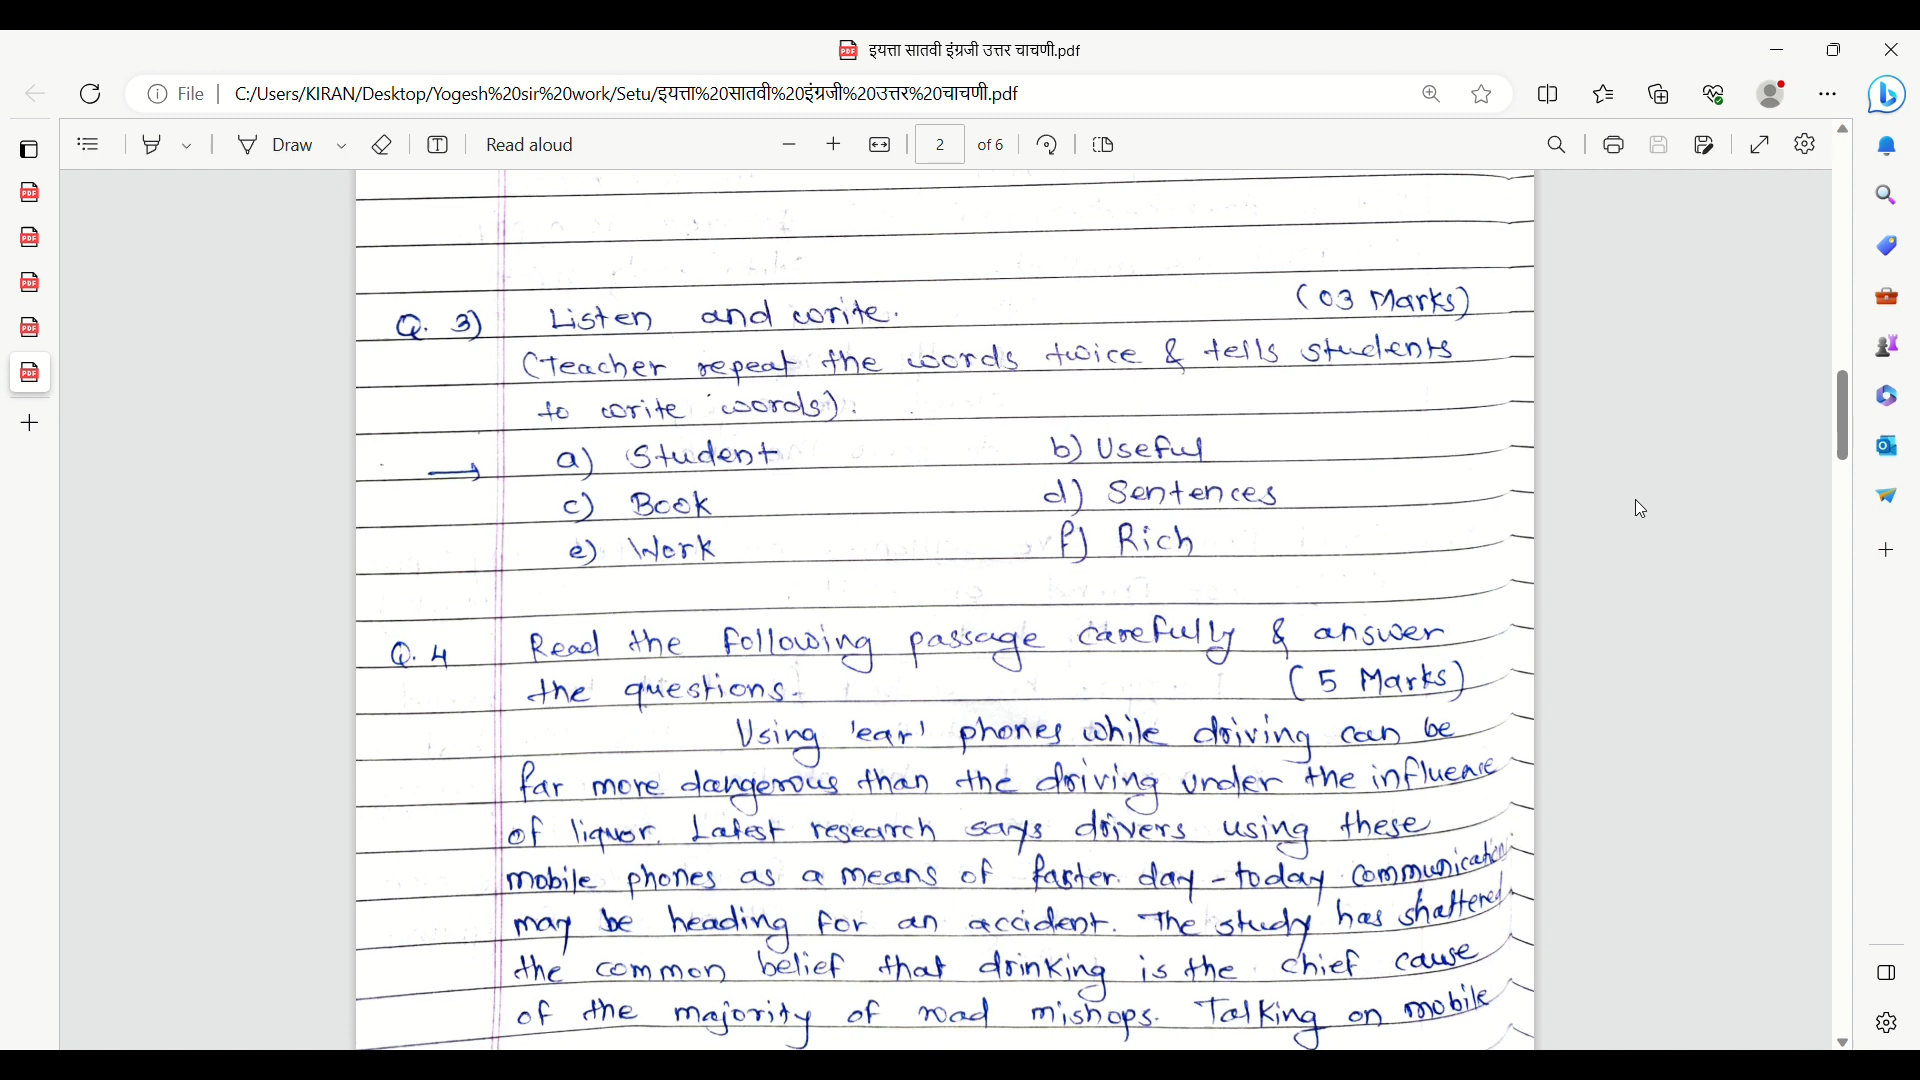 इयत्ता सातवी इंग्रजी उत्तर चाचणी.pdf
File | C:/Users/KIRAN/Desktop/Yogesh%20sir%20work/Setu/इयत्ता%20सातवी%20इंग्रजी%20उत्तर%20चाचणी.pdf
Draw Read aloud 2 of 6
Q. 3) Listen and write. (03 Marks)
(Teacher repeat the words twice & tells students
to write words).
a) Student b) Useful
c) Book d) Sentences
e) Work f) Rich
Q. 4 Read the following passage carefully & answer
the questions. (5 Marks)
Using 'ear' phones while driving can be
far more dangerous than the driving under the influence
of liquor. Latest research says drivers using these
mobile phones as a means of faster day-today communication
may be heading for an accident. The study has shattered
the common belief that drinking is the chief cause
of the majority of road mishops. Talking on mobile